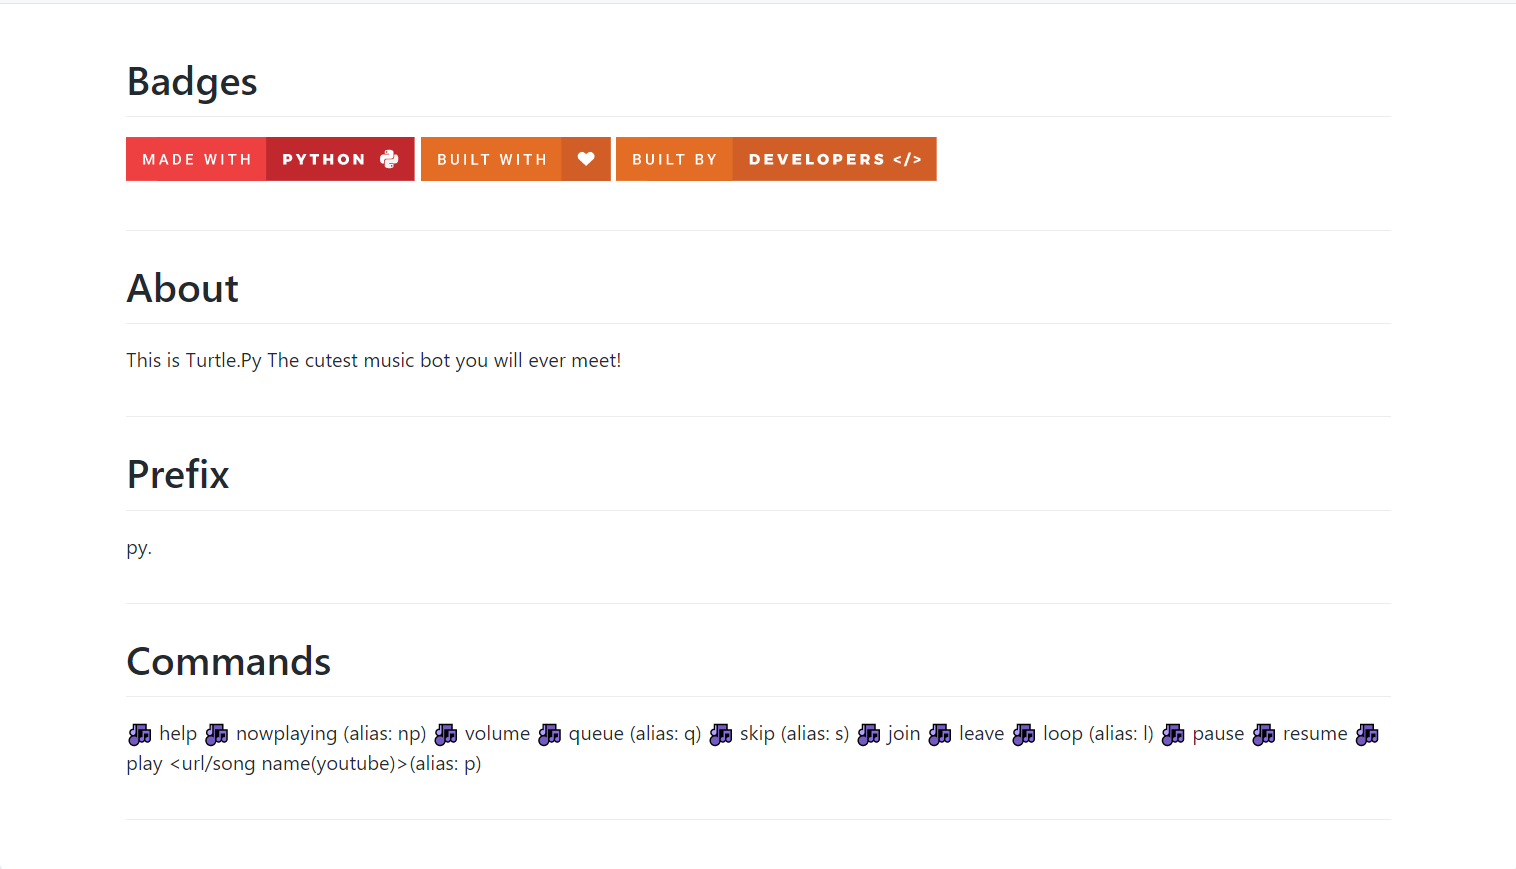 Badges
MADE WITH PYTHON BUILT WITH BUILT BY DEVELOPERS </>
About
This is Turtle.Py The cutest music bot you will ever meet!
Prefix
py.
Commands
🎶 help 🎶 nowplaying (alias: np) 🎶 volume 🎶 queue (alias: q) 🎶 skip (alias: s) 🎶 join 🎶 leave 🎶 loop (alias: l) 🎶 pause 🎶 resume 🎶
play <url/song name(youtube)>(alias: p)